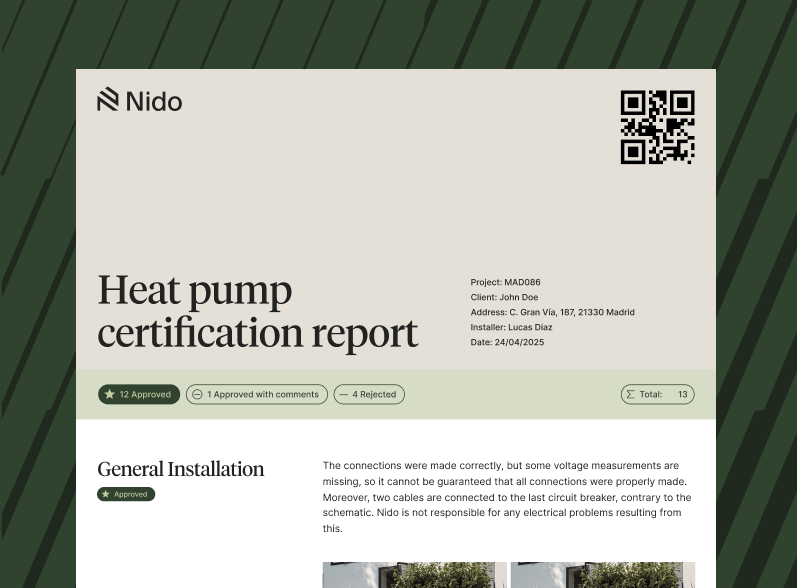 Nido
Heat pump
certification report
Project: MAD086
Client: John Doe
Address: C. Gran Vía, 187, 21330 Madrid
Installer: Lucas Diaz
Date: 24/04/2025
12 Approved
1 Approved with comments
4 Rejected
Total: 13
General Installation
Approved
The connections were made correctly, but some voltage measurements are
missing, so it cannot be guaranteed that all connections were properly made.
Moreover, two cables are connected to the last circuit breaker, contrary to the
schematic. Nido is not responsible for any electrical problems resulting from
this.